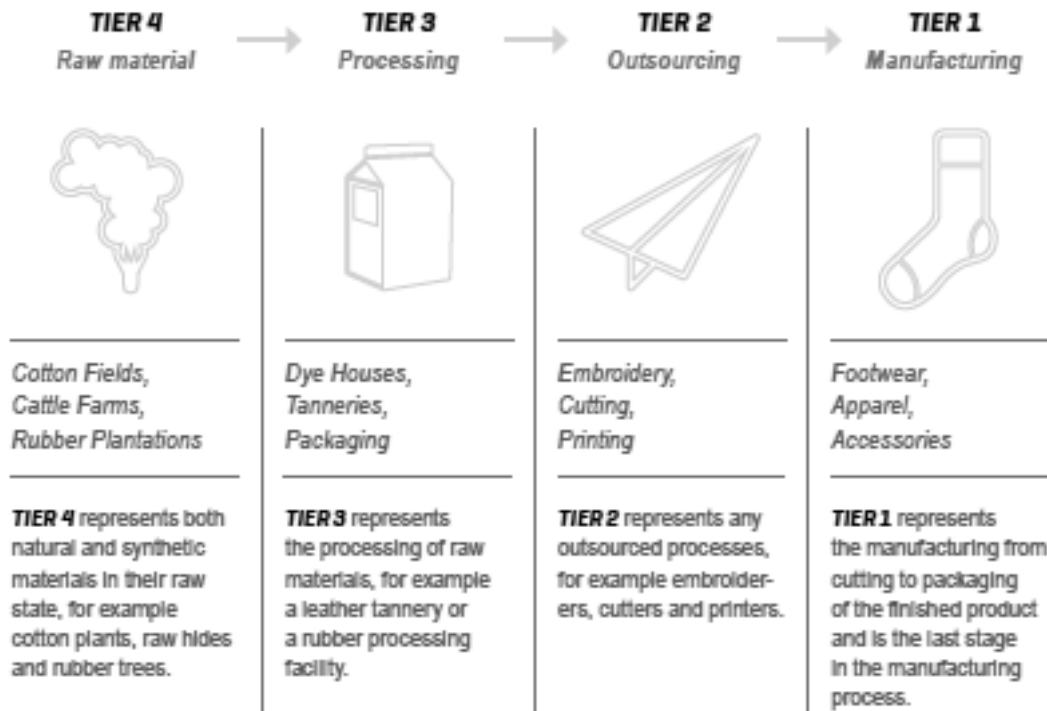 TIER 4
Raw material
TIER 3
Processing
TIER 2
Outsourcing
TIER 1
Manufacturing
Cotton Fields,
Cattle Farms,
Rubber Plantations
Dye Houses,
Tanneries,
Packaging
Embroidery,
Cutting,
Printing
Footwear,
Apparel,
Accessories
TIER 4 represents both
natural and synthetic
materials in their raw
state, for example
cotton plants, raw hides
and rubber trees.
TIER 3 represents
the processing of raw
materials, for example
a leather tannery or
a rubber processing
facility.
TIER 2 represents any
outsourced processes,
for example embroider-
ers, cutters and printers.
TIER 1 represents
the manufacturing from
cutting to packaging
of the finished product
and is the last stage
in the manufacturing
process.